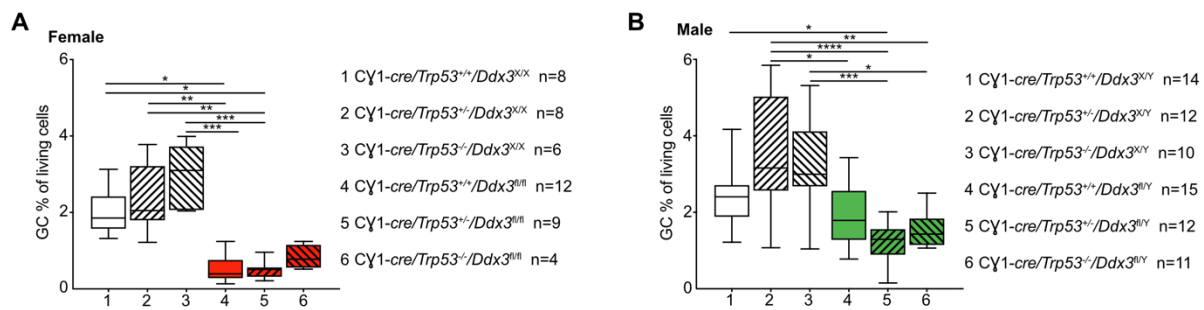 A
Female
GC % of living cells
6
4
2
0
*
*
**
**
***
***
1 2 3 4 5 6
1 CƔ1-cre/Trp53+/+/Ddx3X/X n=8
2 CƔ1-cre/Trp53+/-/Ddx3X/X n=8
3 CƔ1-cre/Trp53-/-/Ddx3X/X n=6
4 CƔ1-cre/Trp53+/+/Ddx3fl/fl n=12
5 CƔ1-cre/Trp53+/-/Ddx3fl/fl n=9
6 CƔ1-cre/Trp53-/-/Ddx3fl/fl n=4
B
Male
GC % of living cells
6
4
2
0
*
**
****
*
*
***
1 2 3 4 5 6
1 CƔ1-cre/Trp53+/+/Ddx3X/Y n=14
2 CƔ1-cre/Trp53+/-/Ddx3X/Y n=12
3 CƔ1-cre/Trp53-/-/Ddx3X/Y n=10
4 CƔ1-cre/Trp53+/+/Ddx3fl/Y n=15
5 CƔ1-cre/Trp53+/-/Ddx3fl/Y n=12
6 CƔ1-cre/Trp53-/-/Ddx3fl/Y n=11